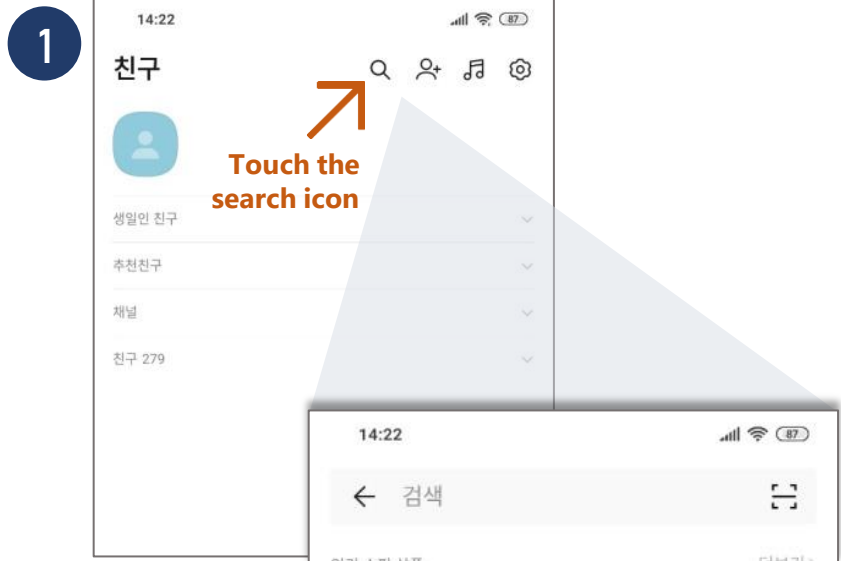 1
14:22
87
친구
Touch the
search icon
생일인 친구
추천친구
채널
친구 279
14:22
87
검색